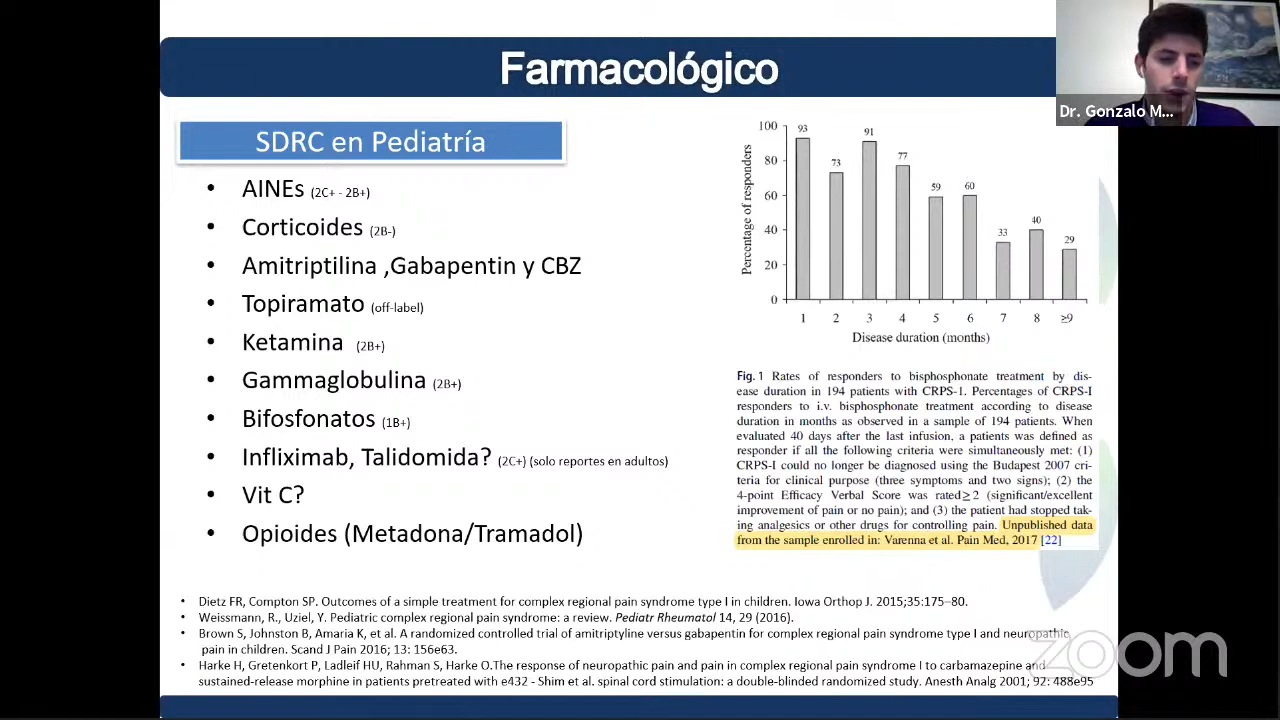 Farmacológico
Dr. Gonzalo M...
SDRC en Pediatría
• AINEs (2C+ - 2B+)
• Corticoides (2B-)
• Amitriptilina ,Gabapentin y CBZ
• Topiramato (off-label)
• Ketamina (2B+)
• Gammaglobulina (2B+)
• Bifosfonatos (1B+)
• Infliximab, Talidomida? (2C+) (solo reportes en adultos)
• Vit C?
• Opioides (Metadona/Tramadol)
Percentage of responders
100
80
60
40
20
0
93
73
91
77
59
60
33
40
29
1 2 3 4 5 6 7 8 ≥9
Disease duration (months)
Fig. 1 Rates of responders to bisphosphonate treatment by dis-
ease duration in 194 patients with CRPS-1. Percentages of CRPS-I
responders to i.v. bisphosphonate treatment according to disease
duration in months as observed in a sample of 194 patients. When
evaluated 40 days after the last infusion, a patients was defined as
responder if all the following criteria were simultaneously met: (1)
CRPS-I could no longer be diagnosed using the Budapest 2007 cri-
teria for clinical purpose (three symptoms and two signs); (2) the
4-point Efficacy Verbal Score was rated ≥ 2 (significant/excellent
improvement of pain or no pain); and (3) the patient had stopped tak-
ing analgesics or other drugs for controlling pain. Unpublished data
from the sample enrolled in: Varenna et al. Pain Med, 2017 [22]
• Dietz FR, Compton SP. Outcomes of a simple treatment for complex regional pain syndrome type I in children. Iowa Orthop J. 2015;35:175–80.
• Weissmann, R., Uziel, Y. Pediatric complex regional pain syndrome: a review. Pediatr Rheumatol 14, 29 (2016).
• Brown S, Johnston B, Amaria K, et al. A randomized controlled trial of amitriptyline versus gabapentin for complex regional pain syndrome type I and neuropathic
pain in children. Scand J Pain 2016; 13: 156e63.
• Harke H, Gretenkort P, Ladleif HU, Rahman S, Harke O.The response of neuropathic pain and pain in complex regional pain syndrome I to carbamazepine and
sustained-release morphine in patients pretreated with e432 - Shim et al. spinal cord stimulation: a double-blinded randomized study. Anesth Analg 2001; 92: 488e95
zoom